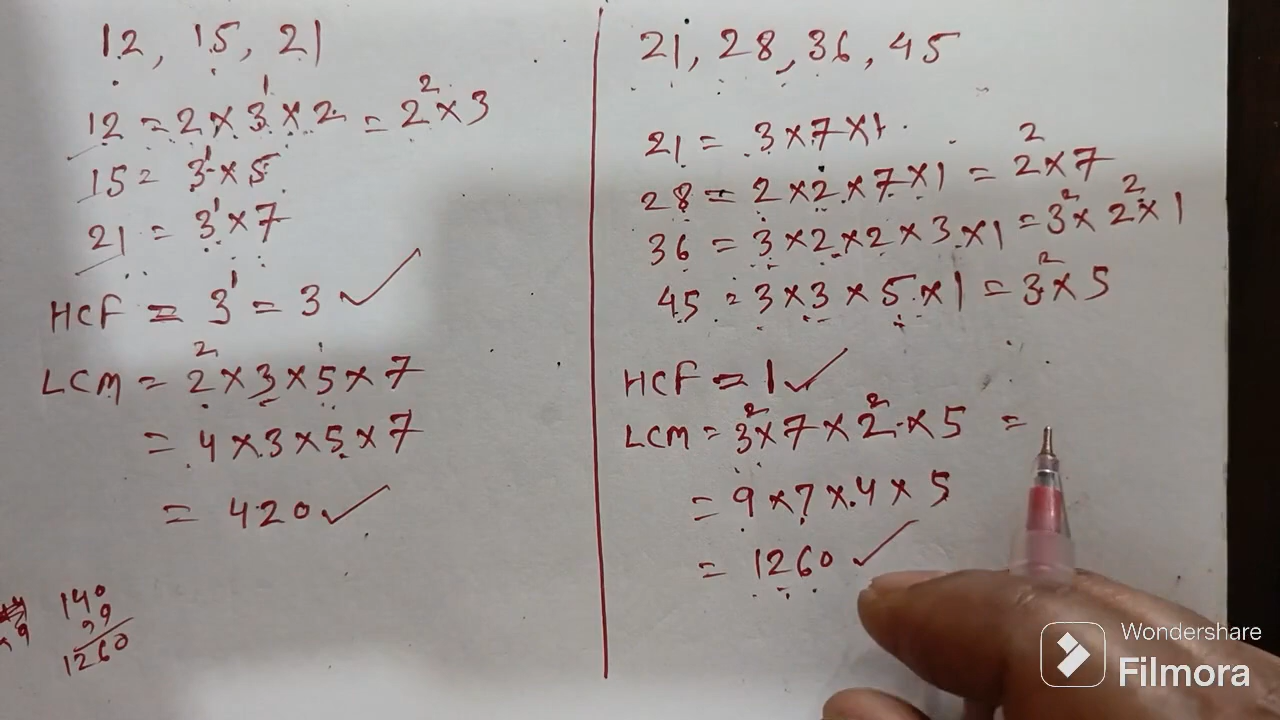 12, 15, 21
12 = 2 × 3¹ × 2 = 2² × 3
15 = 3¹ × 5
21 = 3¹ × 7
HCF = 3¹ = 3 ✓
LCM = 2² × 3 × 5 × 7
= 4 × 3 × 5 × 7
= 420 ✓
140
99
1260
21, 28, 36, 45
21 = 3 × 7 × 1
28 = 2 × 2 × 7 × 1 = 2² × 7
36 = 3 × 2 × 2 × 3 × 1 = 3² × 2² × 1
45 = 3 × 3 × 5 × 1 = 3² × 5
HCF = 1 ✓
LCM = 3² × 7 × 2² × 5 =
= 9 × 7 × 4 × 5
= 1260 ✓
Wondershare
Filmora